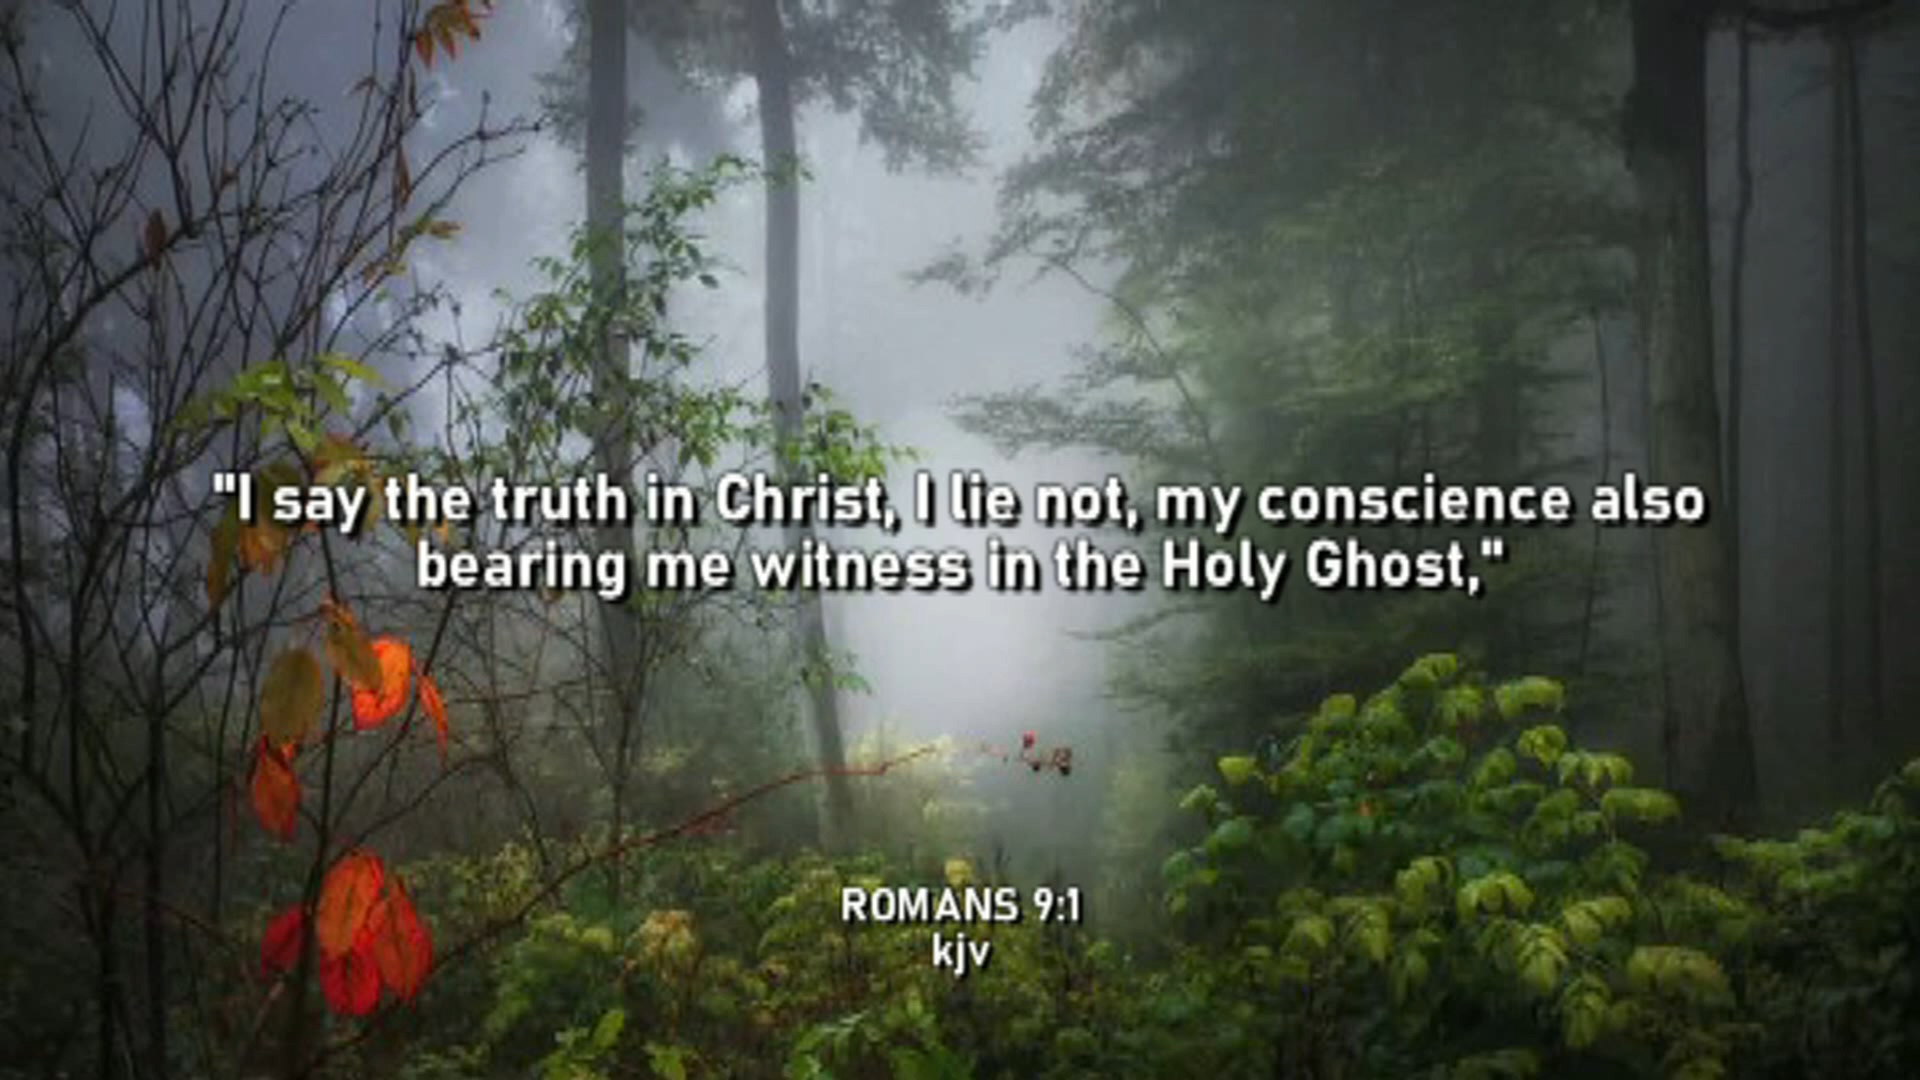 "I say the truth in Christ, I lie not, my conscience also
bearing me witness in the Holy Ghost,"
ROMANS 9:1
kjv